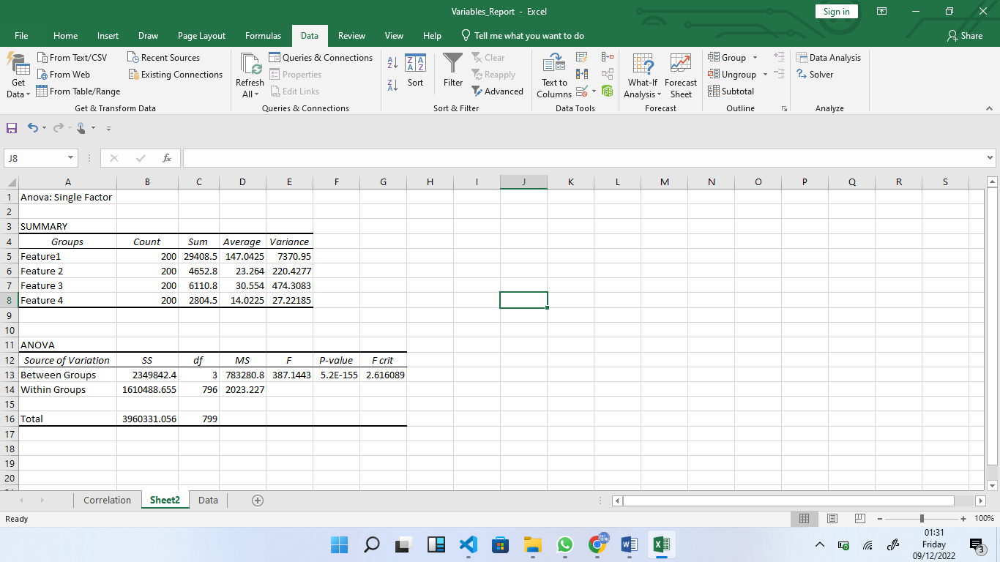 Variables_Report - Excel
Sign in
File Home Insert Draw Page Layout Formulas Data Review View Help Tell me what you want to do Share
From Text/CSV Recent Sources Queries & Connections Clear Group Data Analysis
From Web Existing Connections Properties Reapply Ungroup Solver
From Table/Range Edit Links Advanced Subtotal
Get Data Refresh All Sort Filter Text to Columns What-If Analysis Forecast Sheet
Get & Transform Data Queries & Connections Sort & Filter Data Tools Forecast Outline Analyze
J8 fx
A B C D E F G H I J K L M N O P Q R S
1 Anova: Single Factor
2
3 SUMMARY
4 Groups Count Sum Average Variance
5 Feature1 200 29408.5 147.0425 7370.95
6 Feature 2 200 4652.8 23.264 220.4277
7 Feature 3 200 6110.8 30.554 474.3083
8 Feature 4 200 2804.5 14.0225 27.22185
9
10
11 ANOVA
12 Source of Variation SS df MS F P-value F crit
13 Between Groups 2349842.4 3 783280.8 387.1443 5.2E-155 2.616089
14 Within Groups 1610488.655 796 2023.227
15
16 Total 3960331.056 799
17
18
19
20
Correlation Sheet2 Data
Ready 100%
01:31
Friday
09/12/2022
3